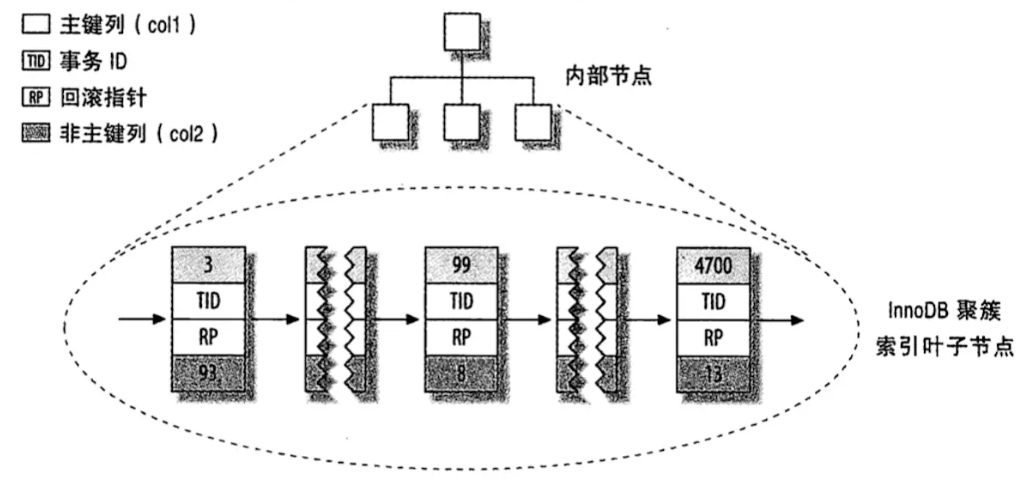 主键列（col1）
TID 事务 ID
RP 回滚指针
非主键列（col2）
内部节点
3
TID
RP
93
99
TID
RP
8
4700
TID
RP
13
InnoDB 聚簇
索引叶子节点